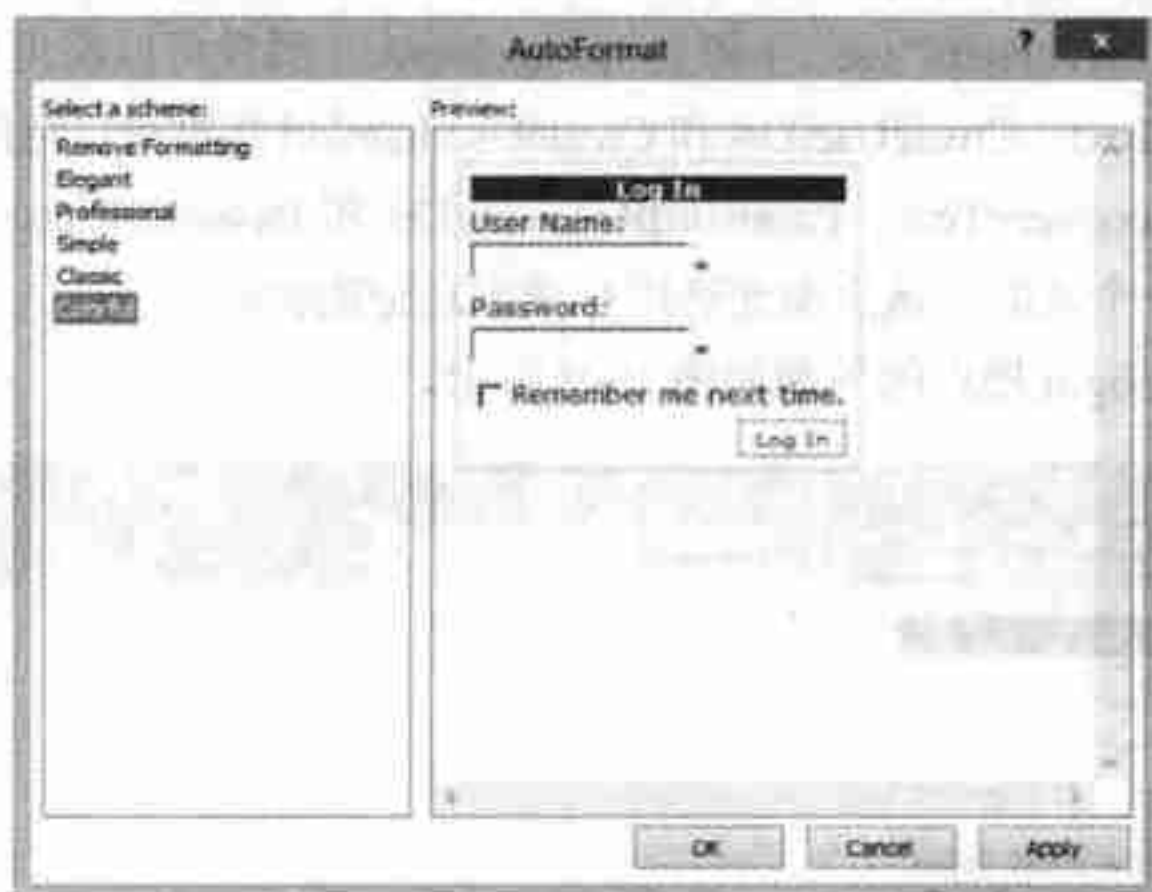 AutoFormat
?
Select a scheme:
Remove Formatting
Elegant
Professional
Simple
Classic
Colorful
Preview:
Log In
User Name:
*
Password:
*
Remember me next time.
Log In
OK
Cancel
Apply